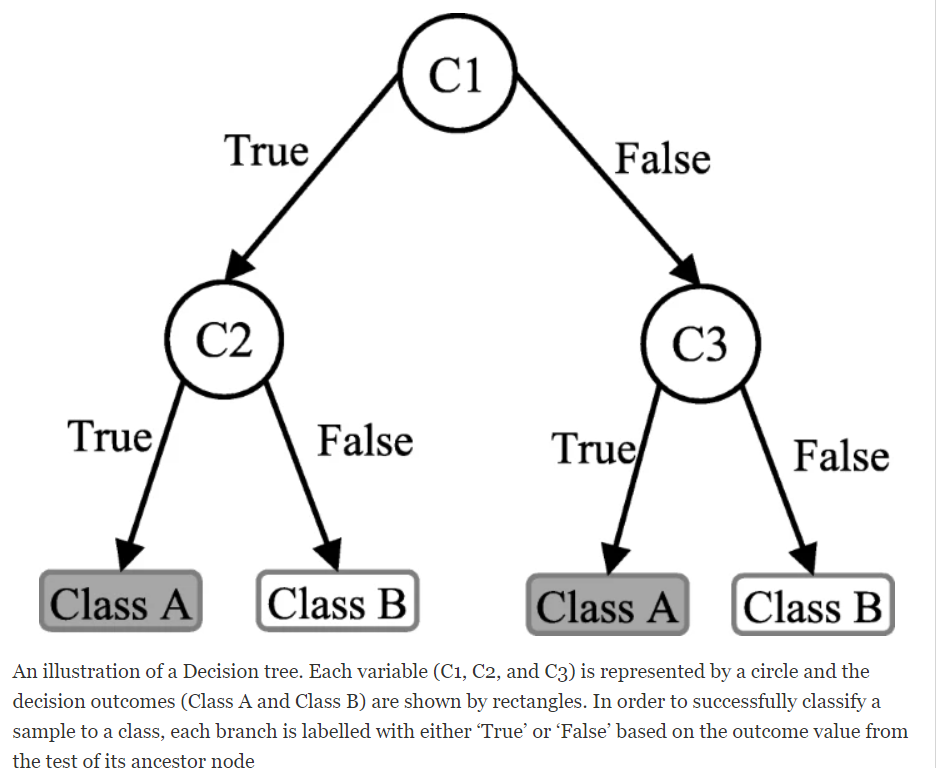 C1
True
False
C2
C3
True
False
True
False
Class A
Class B
Class A
Class B
An illustration of a Decision tree. Each variable (C1, C2, and C3) is represented by a circle and the
decision outcomes (Class A and Class B) are shown by rectangles. In order to successfully classify a
sample to a class, each branch is labelled with either ‘True’ or ‘False’ based on the outcome value from
the test of its ancestor node